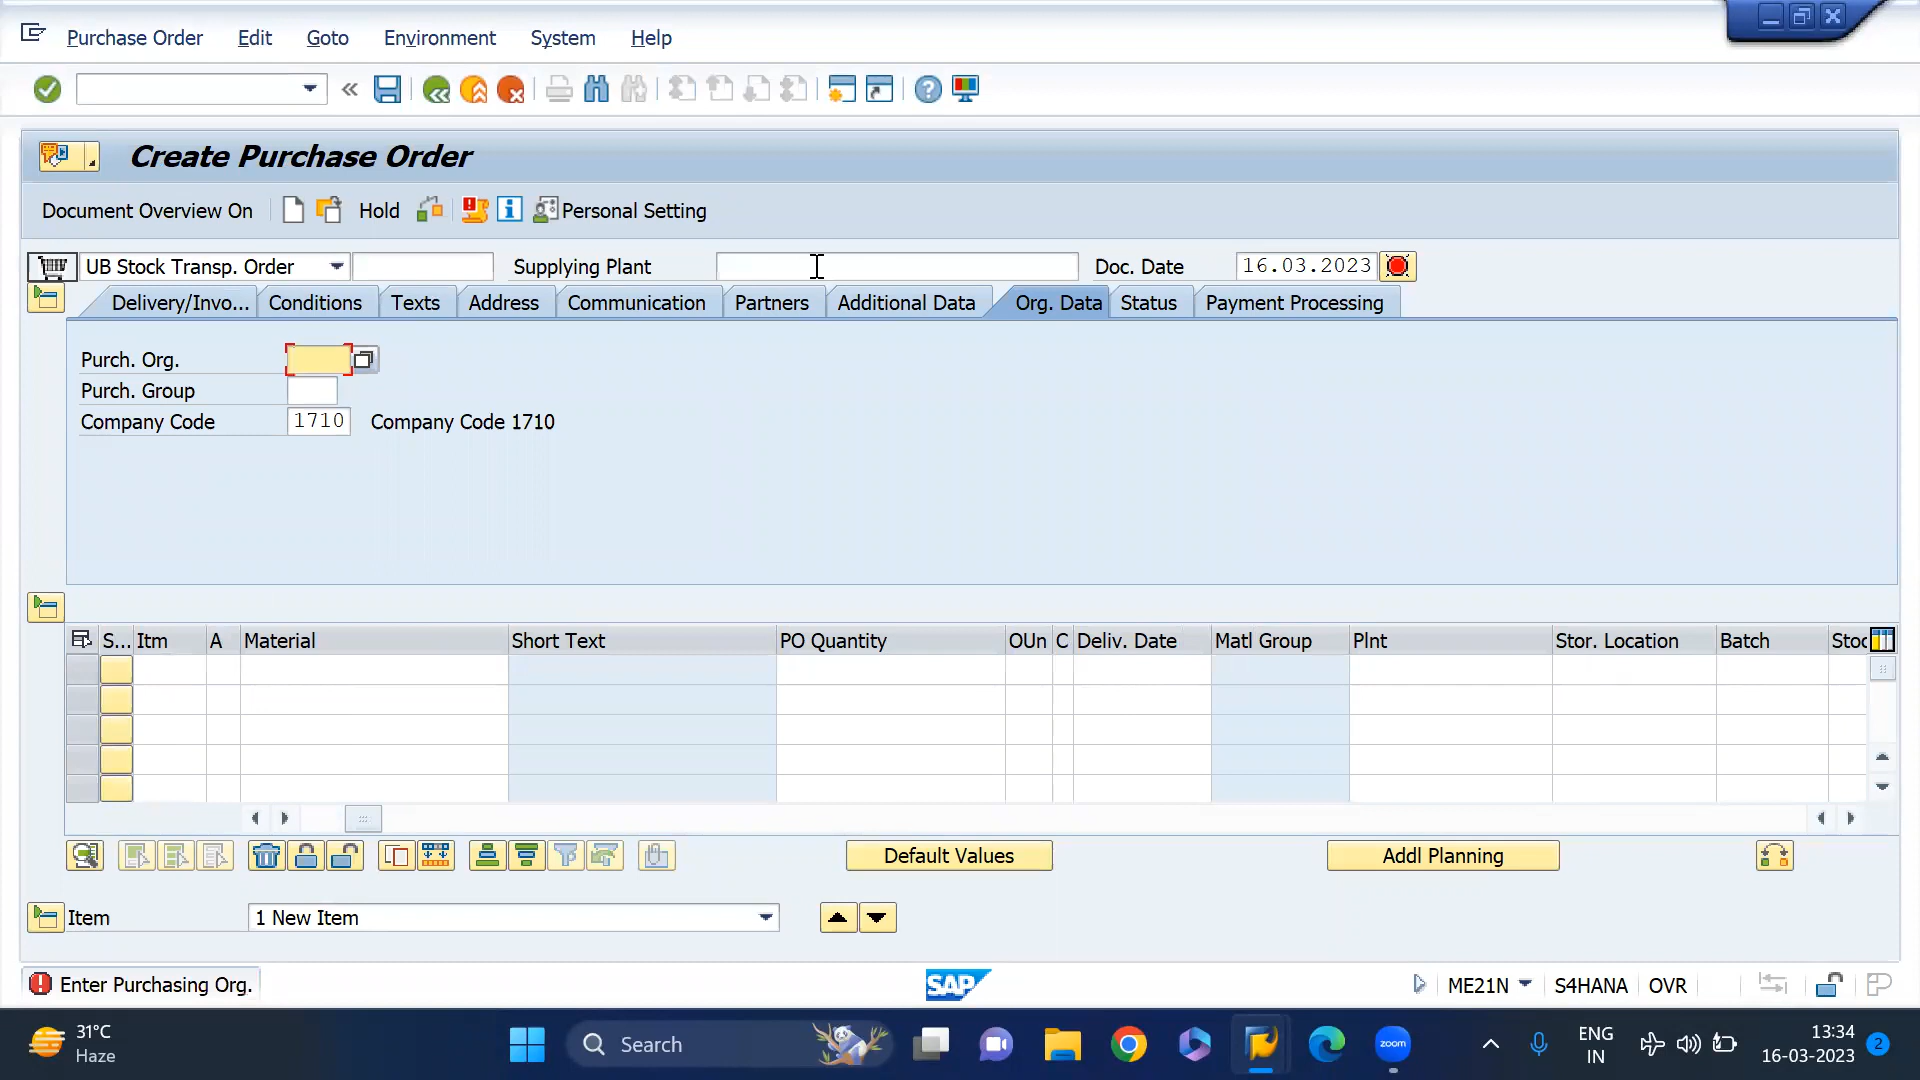 Purchase Order Edit Goto Environment System Help
Create Purchase Order
Document Overview On Hold Personal Setting
UB Stock Transp. Order Supplying Plant Doc. Date 16.03.2023
Delivery/Invo... Conditions Texts Address Communication Partners Additional Data Org. Data Status Payment Processing
Purch. Org.
Purch. Group
Company Code 1710 Company Code 1710
S... Itm A Material Short Text PO Quantity OUn C Deliv. Date Matl Group Plnt Stor. Location Batch Stoc
Default Values Addl Planning
Item 1 New Item
Enter Purchasing Org. SAP ME21N S4HANA OVR
31°C
Haze
Search
zoom
ENG
IN
13:34
16-03-2023
2